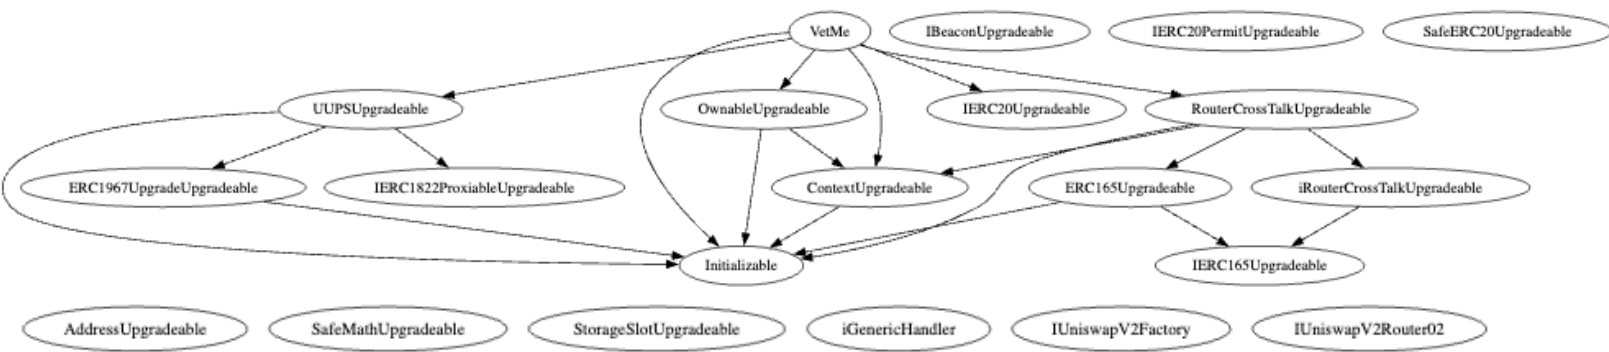 VetMe
IBeaconUpgradeable
IERC20PermitUpgradeable
SafeERC20Upgradeable
UUPSUpgradeable
OwnableUpgradeable
IERC20Upgradeable
RouterCrossTalkUpgradeable
ERC1967UpgradeUpgradeable
IERC1822ProxiableUpgradeable
ContextUpgradeable
ERC165Upgradeable
iRouterCrossTalkUpgradeable
Initializable
IERC165Upgradeable
AddressUpgradeable
SafeMathUpgradeable
StorageSlotUpgradeable
iGenericHandler
IUniswapV2Factory
IUniswapV2Router02